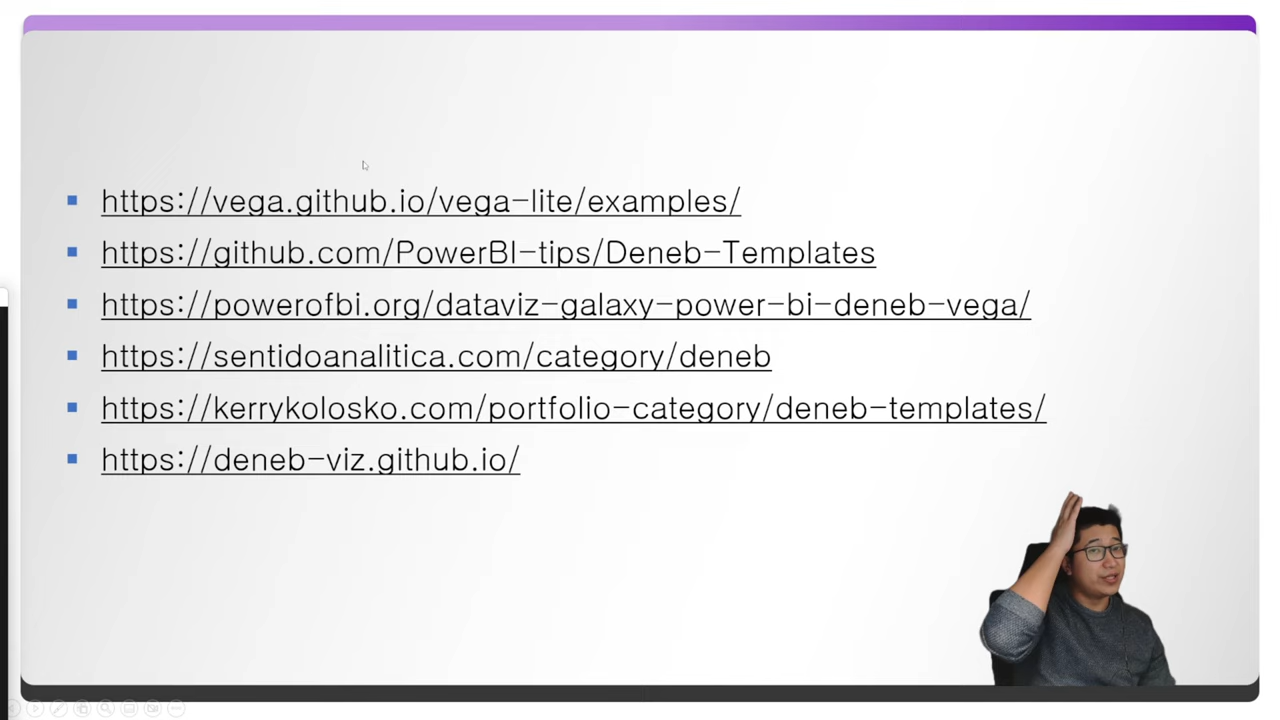 https://vega.github.io/vega-lite/examples/
https://github.com/PowerBI-tips/Deneb-Templates
https://powerofbi.org/dataviz-galaxy-power-bi-deneb-vega/
https://sentidoanalitica.com/category/deneb
https://kerrykolosko.com/portfolio-category/deneb-templates/
https://deneb-viz.github.io/